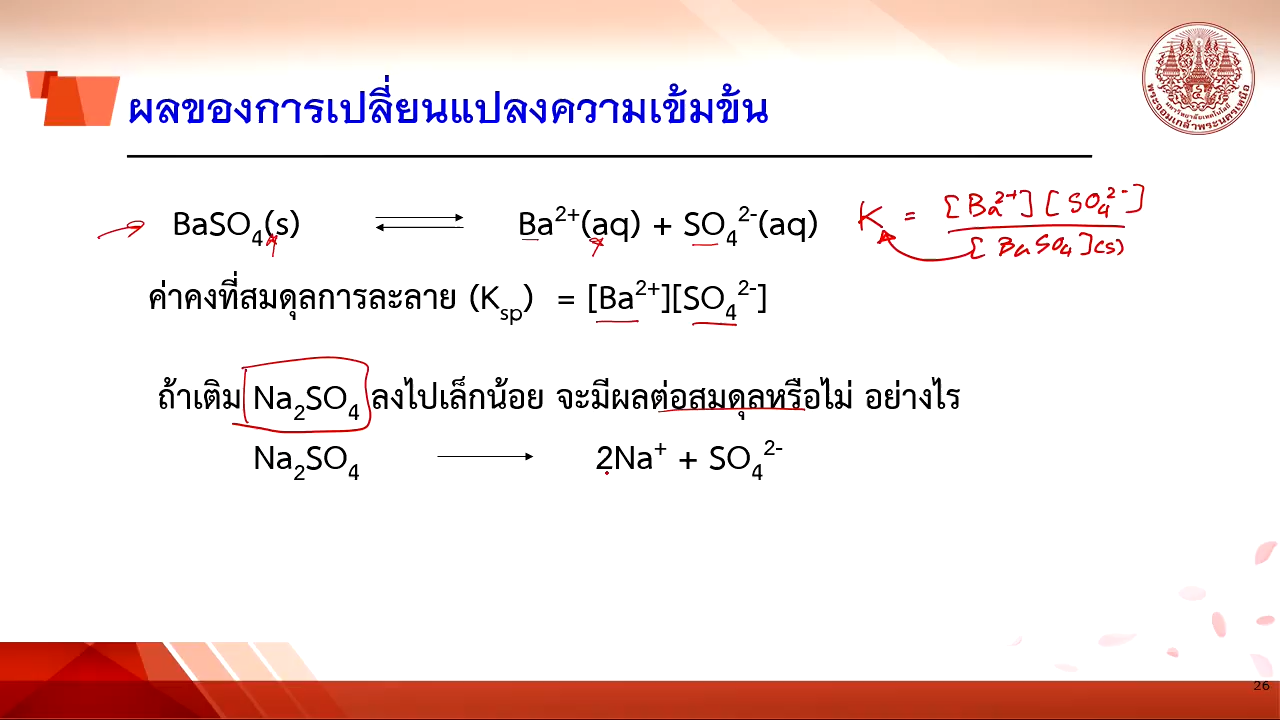 ผลของการเปลี่ยนแปลงความเข้มข้น
BaSO₄(s) ⇌ Ba²⁺(aq) + SO₄²⁻(aq)
K = [Ba²⁺][SO₄²⁻] / [BaSO₄](s)
ค่าคงที่สมดุลการละลาย (Ksp) = [Ba²⁺][SO₄²⁻]
ถ้าเติม Na₂SO₄ ลงไปเล็กน้อย จะมีผลต่อสมดุลหรือไม่ อย่างไร
Na₂SO₄ → 2Na⁺ + SO₄²⁻
26